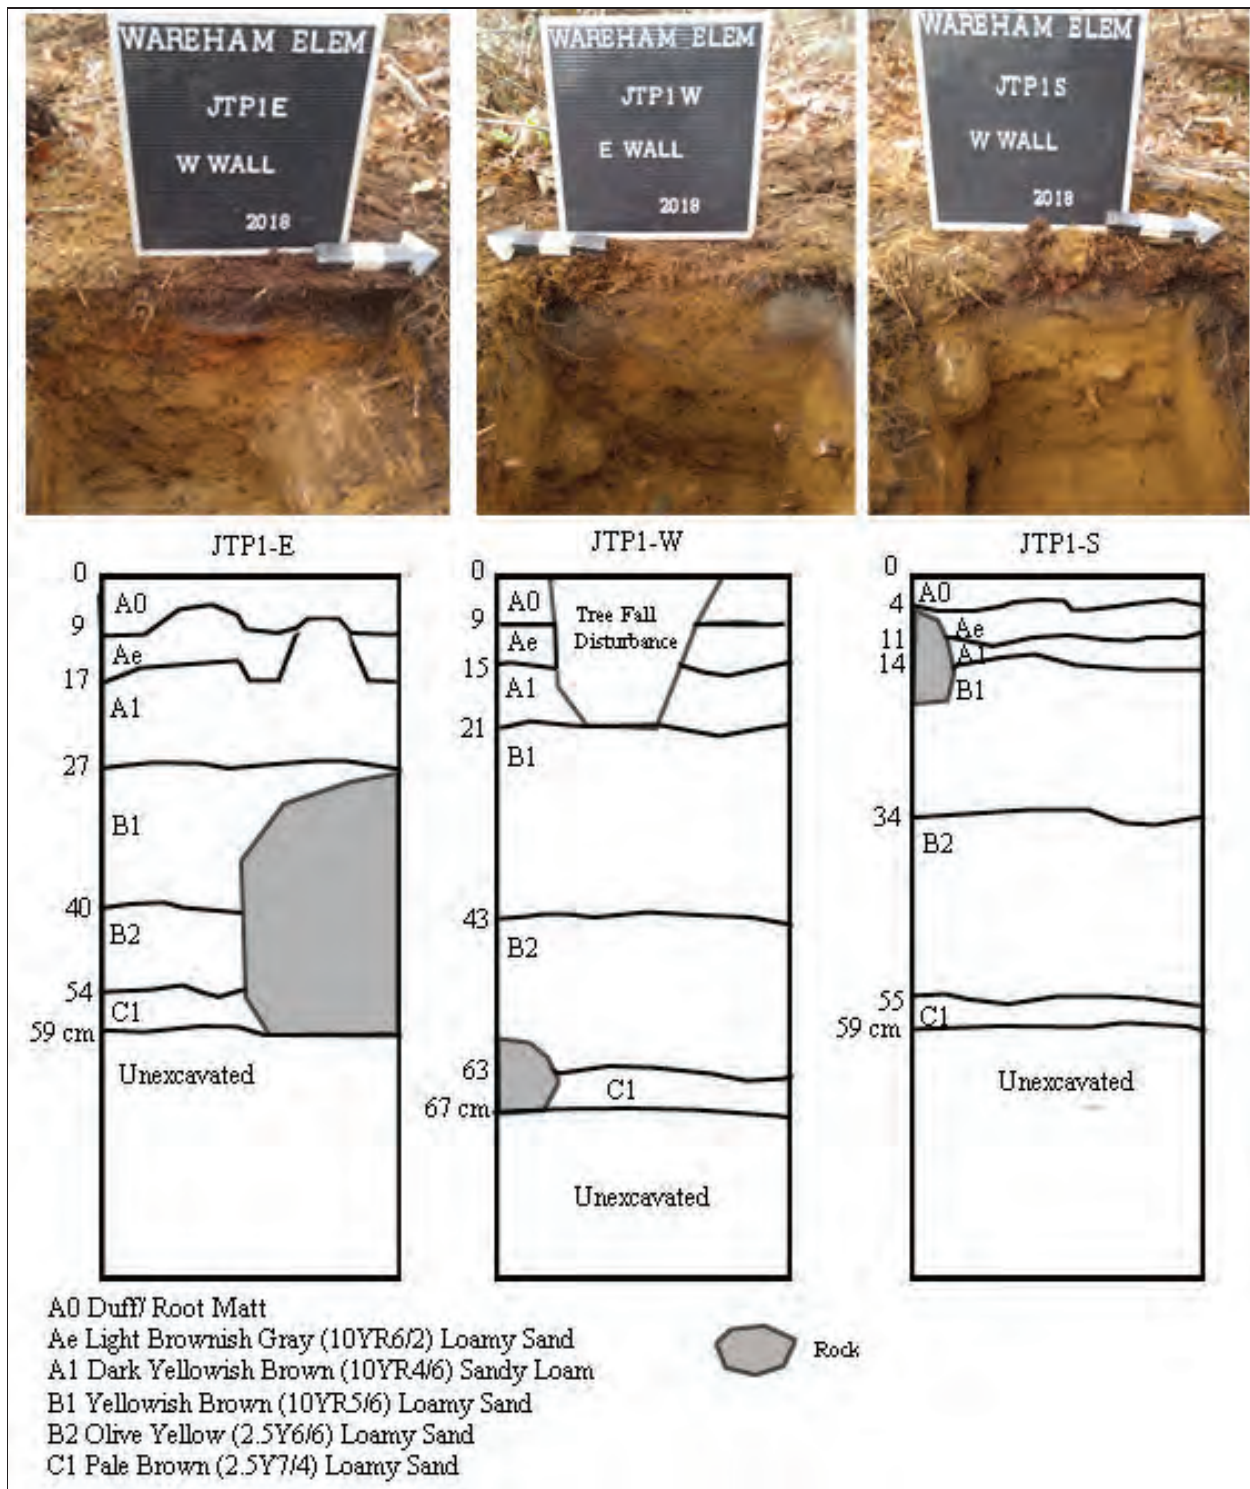 WAREHAM ELEM
JTP1E
W WALL
2018
WAREHAM ELEM
JTP1W
E WALL
2018
WAREHAM ELEM
JTP1S
W WALL
2018
JTP1-E
0
A0
9
Ae
17
A1
27
B1
40
B2
54
C1
59 cm
Unexcavated
JTP1-W
0
A0
Tree Fall
Disturbance
9
Ae
15
A1
21
B1
43
B2
63
C1
67 cm
Unexcavated
JTP1-S
0
A0
4
Ae
11
A1
14
B1
34
B2
55
C1
59 cm
Unexcavated
A0 Duff/ Root Matt
Ae Light Brownish Gray (10YR6/2) Loamy Sand
A1 Dark Yellowish Brown (10YR4/6) Sandy Loam
B1 Yellowish Brown (10YR5/6) Loamy Sand
B2 Olive Yellow (2.5Y6/6) Loamy Sand
C1 Pale Brown (2.5Y7/4) Loamy Sand
Rock